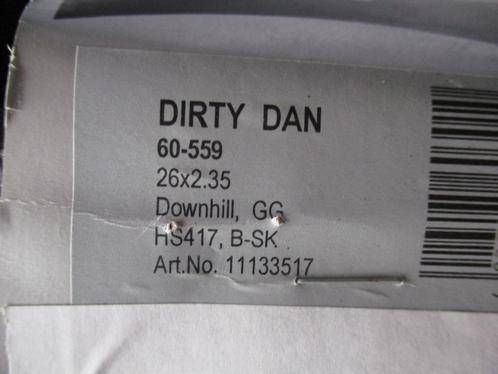 DIRTY DAN
60-559
26x2.35
Downhill, GG
HS417, B-SK
Art.No. 11133517